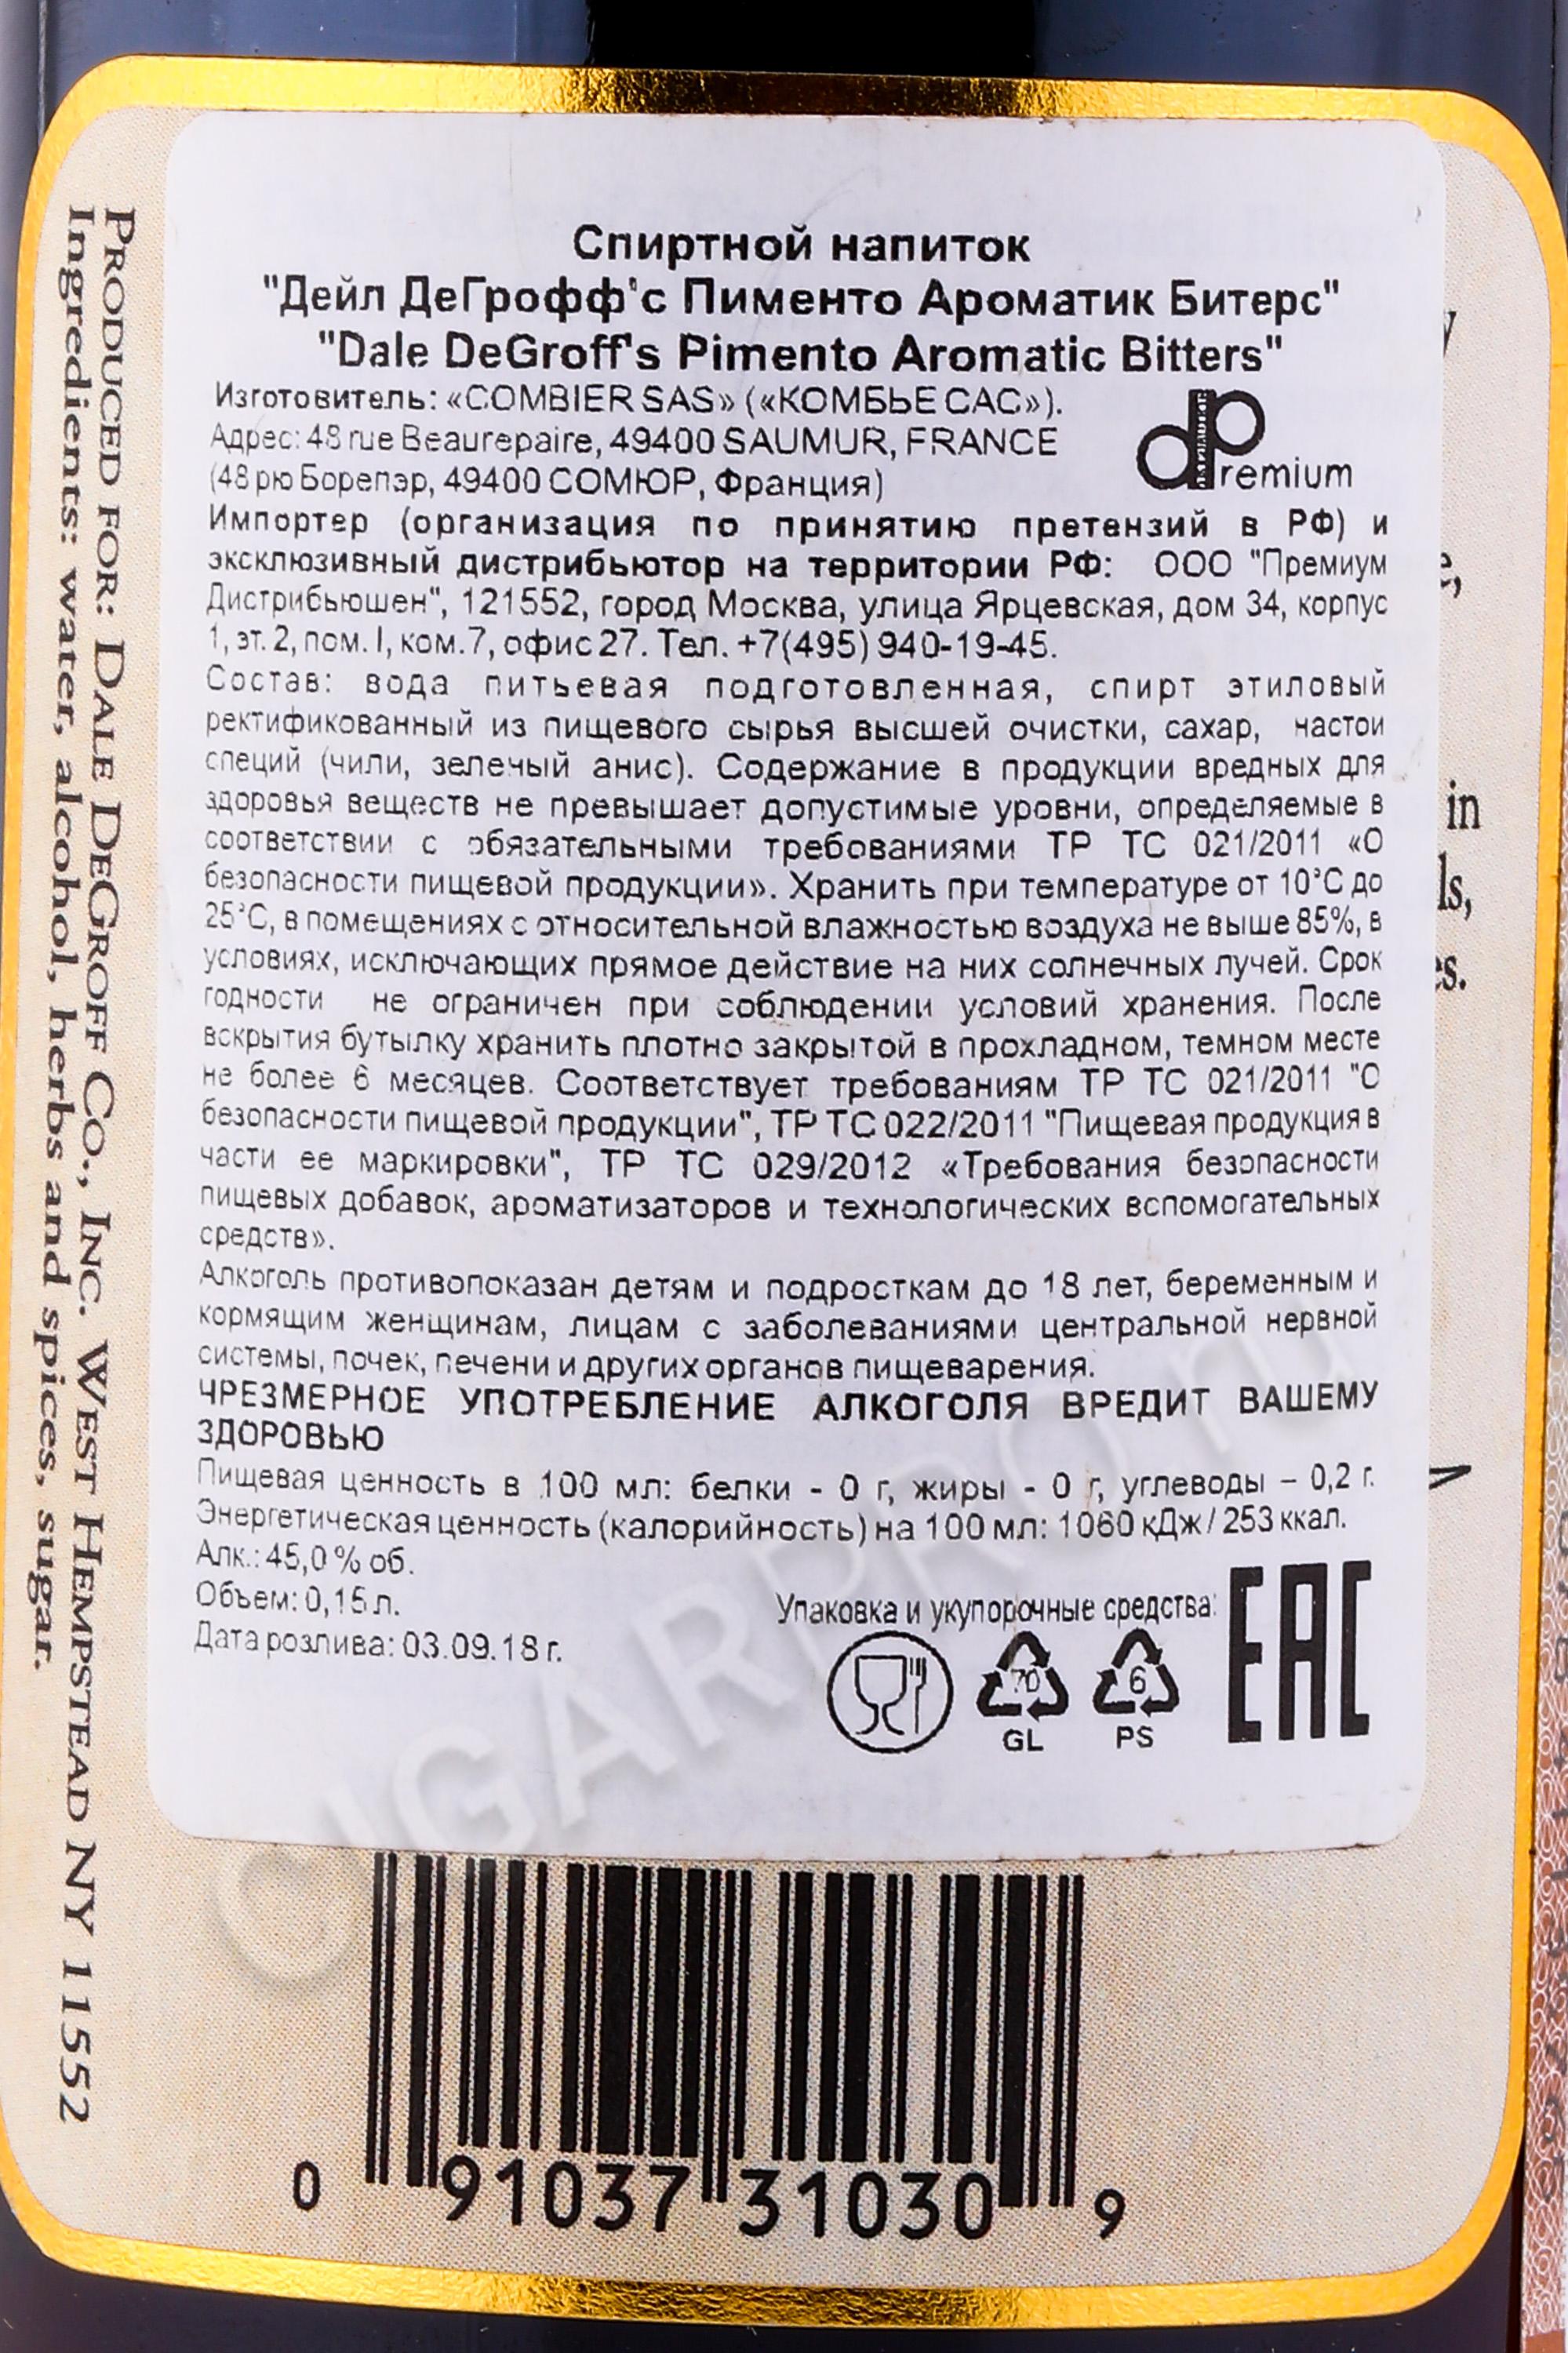 Спиртной напиток
"Дейл ДеГрофф'с Пименто Ароматик Битерс"
"Dale DeGroff's Pimento Aromatic Bitters"
Изготовитель: «COMBIER SAS» («КОМБЬЕ САС»).
Адрес: 48 rue Beaurepaire, 49400 SAUMUR, FRANCE
(48 рю Борепэр, 49400 СОМЮР, Франция)
dPremium
Импортер (организация по принятию претензий в РФ) и
эксклюзивный дистрибьютор на территории РФ: ООО "Премиум
Дистрибьюшен", 121552, город Москва, улица Ярцевская, дом 34, корпус
1, эт. 2, пом. I, ком. 7, офис 27. Тел. +7(495) 940-19-45.
Состав: вода питьевая подготовленная, спирт этиловый
ректификованный из пищевого сырья высшей очистки, сахар, настои
специй (чили, зеленый анис). Содержание в продукции вредных для
здоровья веществ не превышает допустимые уровни, определяемые в
соответствии с обязательными требованиями ТР ТС 021/2011 «О
безопасности пищевой продукции». Хранить при температуре от 10°С до
25°С, в помещениях с относительной влажностью воздуха не выше 85%, в
условиях, исключающих прямое действие на них солнечных лучей. Срок
годности не ограничен при соблюдении условий хранения. После
вскрытия бутылку хранить плотно закрытой в прохладном, темном месте
не более 6 месяцев. Соответствует требованиям ТР ТС 021/2011 "О
безопасности пищевой продукции", ТР ТС 022/2011 "Пищевая продукция в
части ее маркировки", ТР ТС 029/2012 «Требования безопасности
пищевых добавок, ароматизаторов и технологических вспомогательных
средств».
Алкоголь противопоказан детям и подросткам до 18 лет, беременным и
кормящим женщинам, лицам с заболеваниями центральной нервной
системы, почек, печени и других органов пищеварения.
ЧРЕЗМЕРНОЕ УПОТРЕБЛЕНИЕ АЛКОГОЛЯ ВРЕДИТ ВАШЕМУ
ЗДОРОВЬЮ
Пищевая ценность в 100 мл: белки - 0 г, жиры - 0 г, углеводы – 0,2 г.
Энергетическая ценность (калорийность) на 100 мл: 1060 кДж / 253 ккал.
Алк.: 45,0 % об.
Объем: 0,15 л.
Дата розлива: 03.09.18 г.
Упаковка и укупорочные средства:
70
GL
6
PS
EAC
PRODUCED FOR: DALE DEGROFF CO., INC. WEST HEMPSTEAD NY 11552
Ingredients: water, alcohol, herbs and spices, sugar.
in
ls,
es.
0 91037 31030 9
CIGARPRO.ru